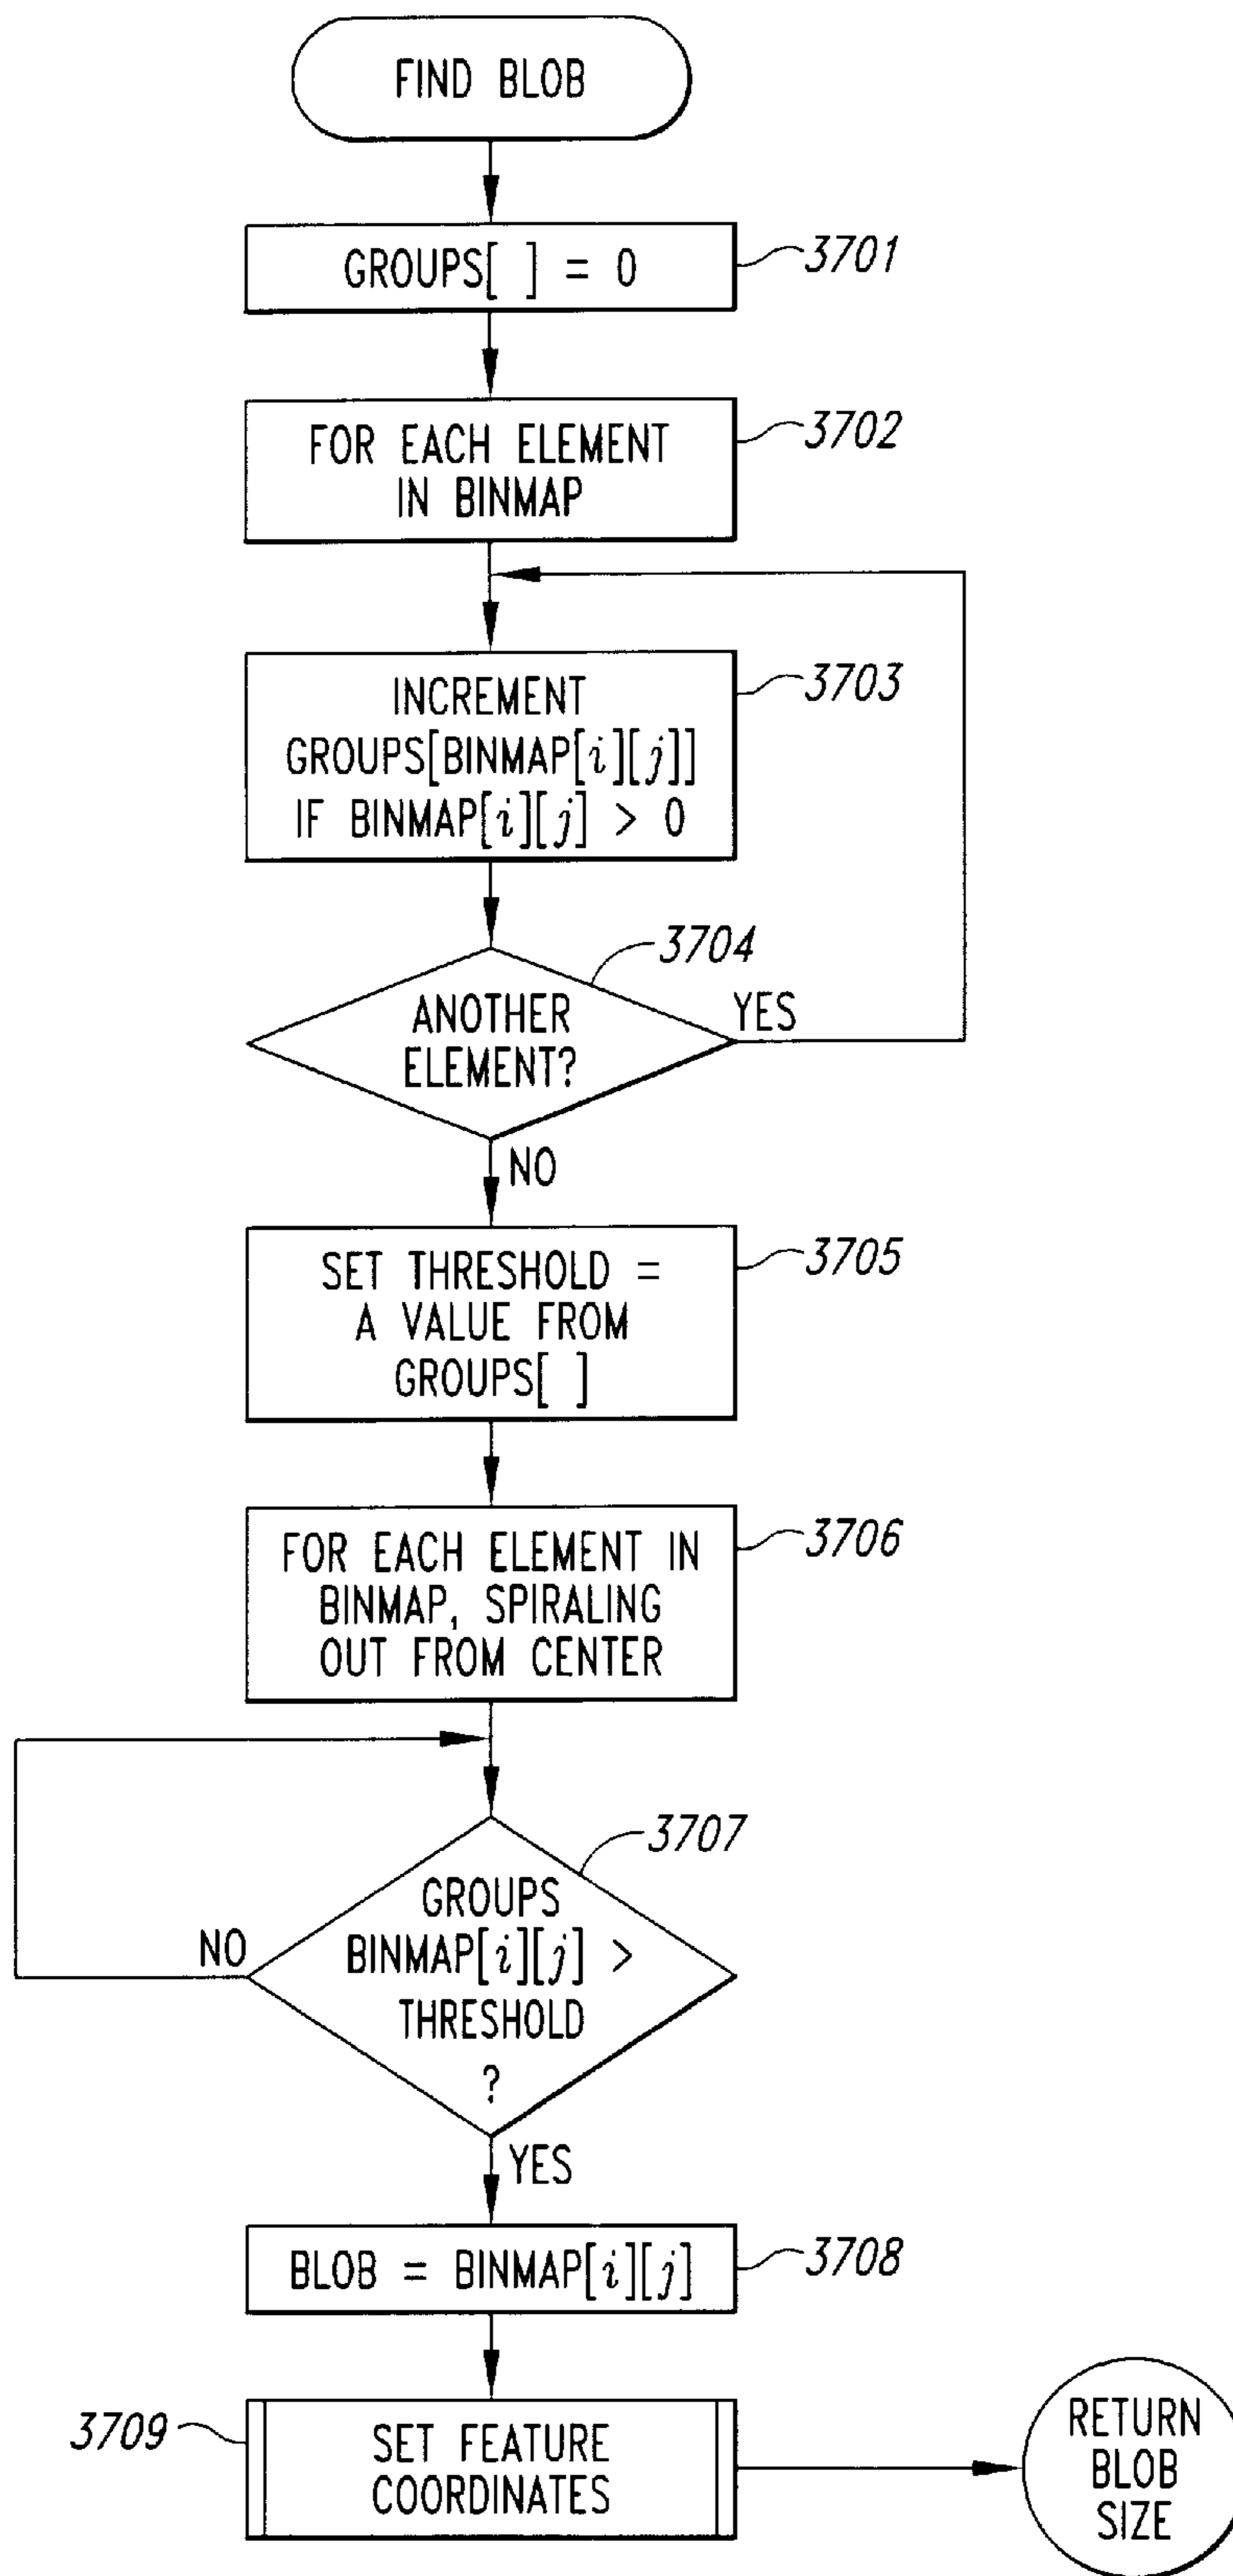 FIND BLOB
GROUPS[ ] = 0
3701
FOR EACH ELEMENT
IN BINMAP
3702
INCREMENT
GROUPS[BINMAP[i][j]]
IF BINMAP[i][j] > 0
3703
ANOTHER
ELEMENT?
3704
YES
NO
SET THRESHOLD =
A VALUE FROM
GROUPS[ ]
3705
FOR EACH ELEMENT IN
BINMAP, SPIRALING
OUT FROM CENTER
3706
GROUPS
BINMAP[i][j] >
THRESHOLD
?
3707
NO
YES
BLOB = BINMAP[i][j]
3708
3709
SET FEATURE
COORDINATES
RETURN
BLOB
SIZE